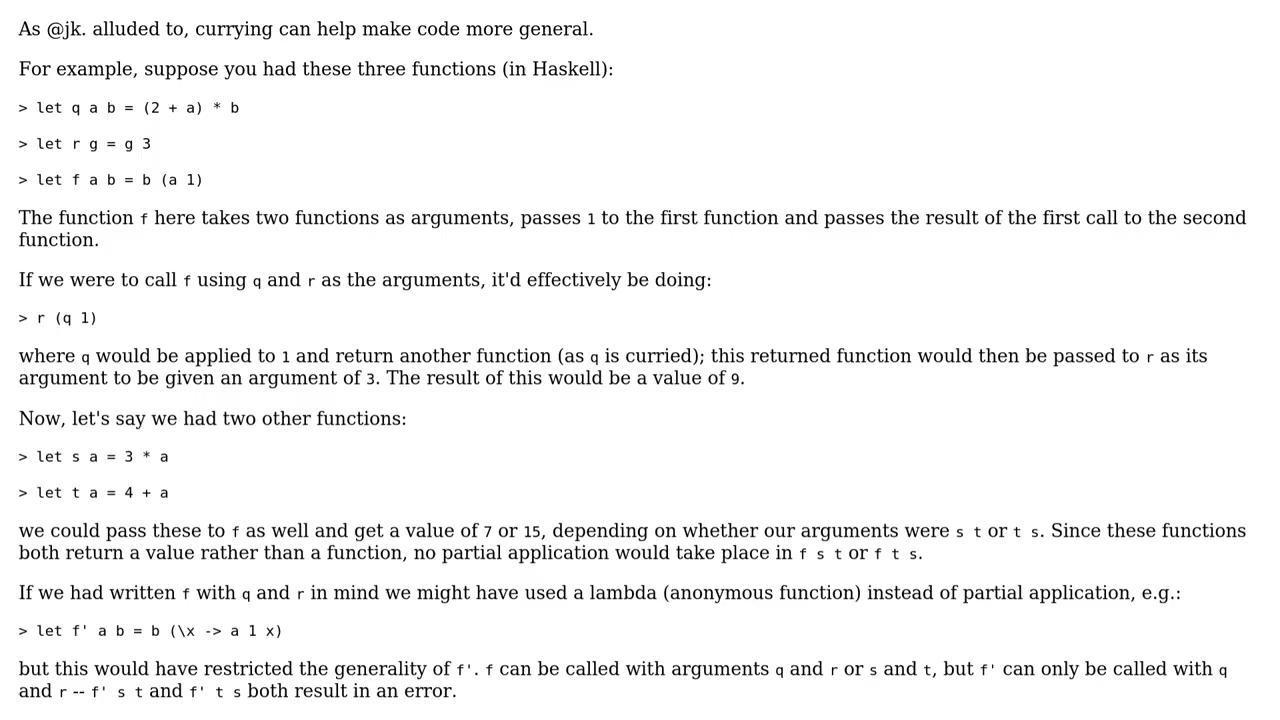 As @jk. alluded to, currying can help make code more general.
For example, suppose you had these three functions (in Haskell):
> let q a b = (2 + a) * b
> let r g = g 3
> let f a b = b (a 1)
The function f here takes two functions as arguments, passes 1 to the first function and passes the result of the first call to the second
function.
If we were to call f using q and r as the arguments, it'd effectively be doing:
> r (q 1)
where q would be applied to 1 and return another function (as q is curried); this returned function would then be passed to r as its
argument to be given an argument of 3. The result of this would be a value of 9.
Now, let's say we had two other functions:
> let s a = 3 * a
> let t a = 4 + a
we could pass these to f as well and get a value of 7 or 15, depending on whether our arguments were s t or t s. Since these functions
both return a value rather than a function, no partial application would take place in f s t or f t s.
If we had written f with q and r in mind we might have used a lambda (anonymous function) instead of partial application, e.g.:
> let f' a b = b (\x -> a 1 x)
but this would have restricted the generality of f'. f can be called with arguments q and r or s and t, but f' can only be called with q
and r -- f' s t and f' t s both result in an error.